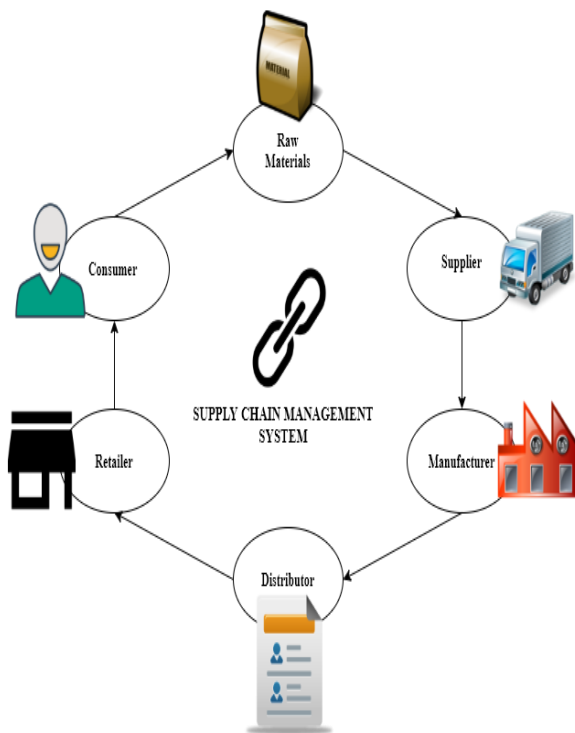 MATERIAL
Raw
Materials
Consumer
Supplier
SUPPLY CHAIN MANAGEMENT
SYSTEM
Retailer
Manufacturer
Distributor